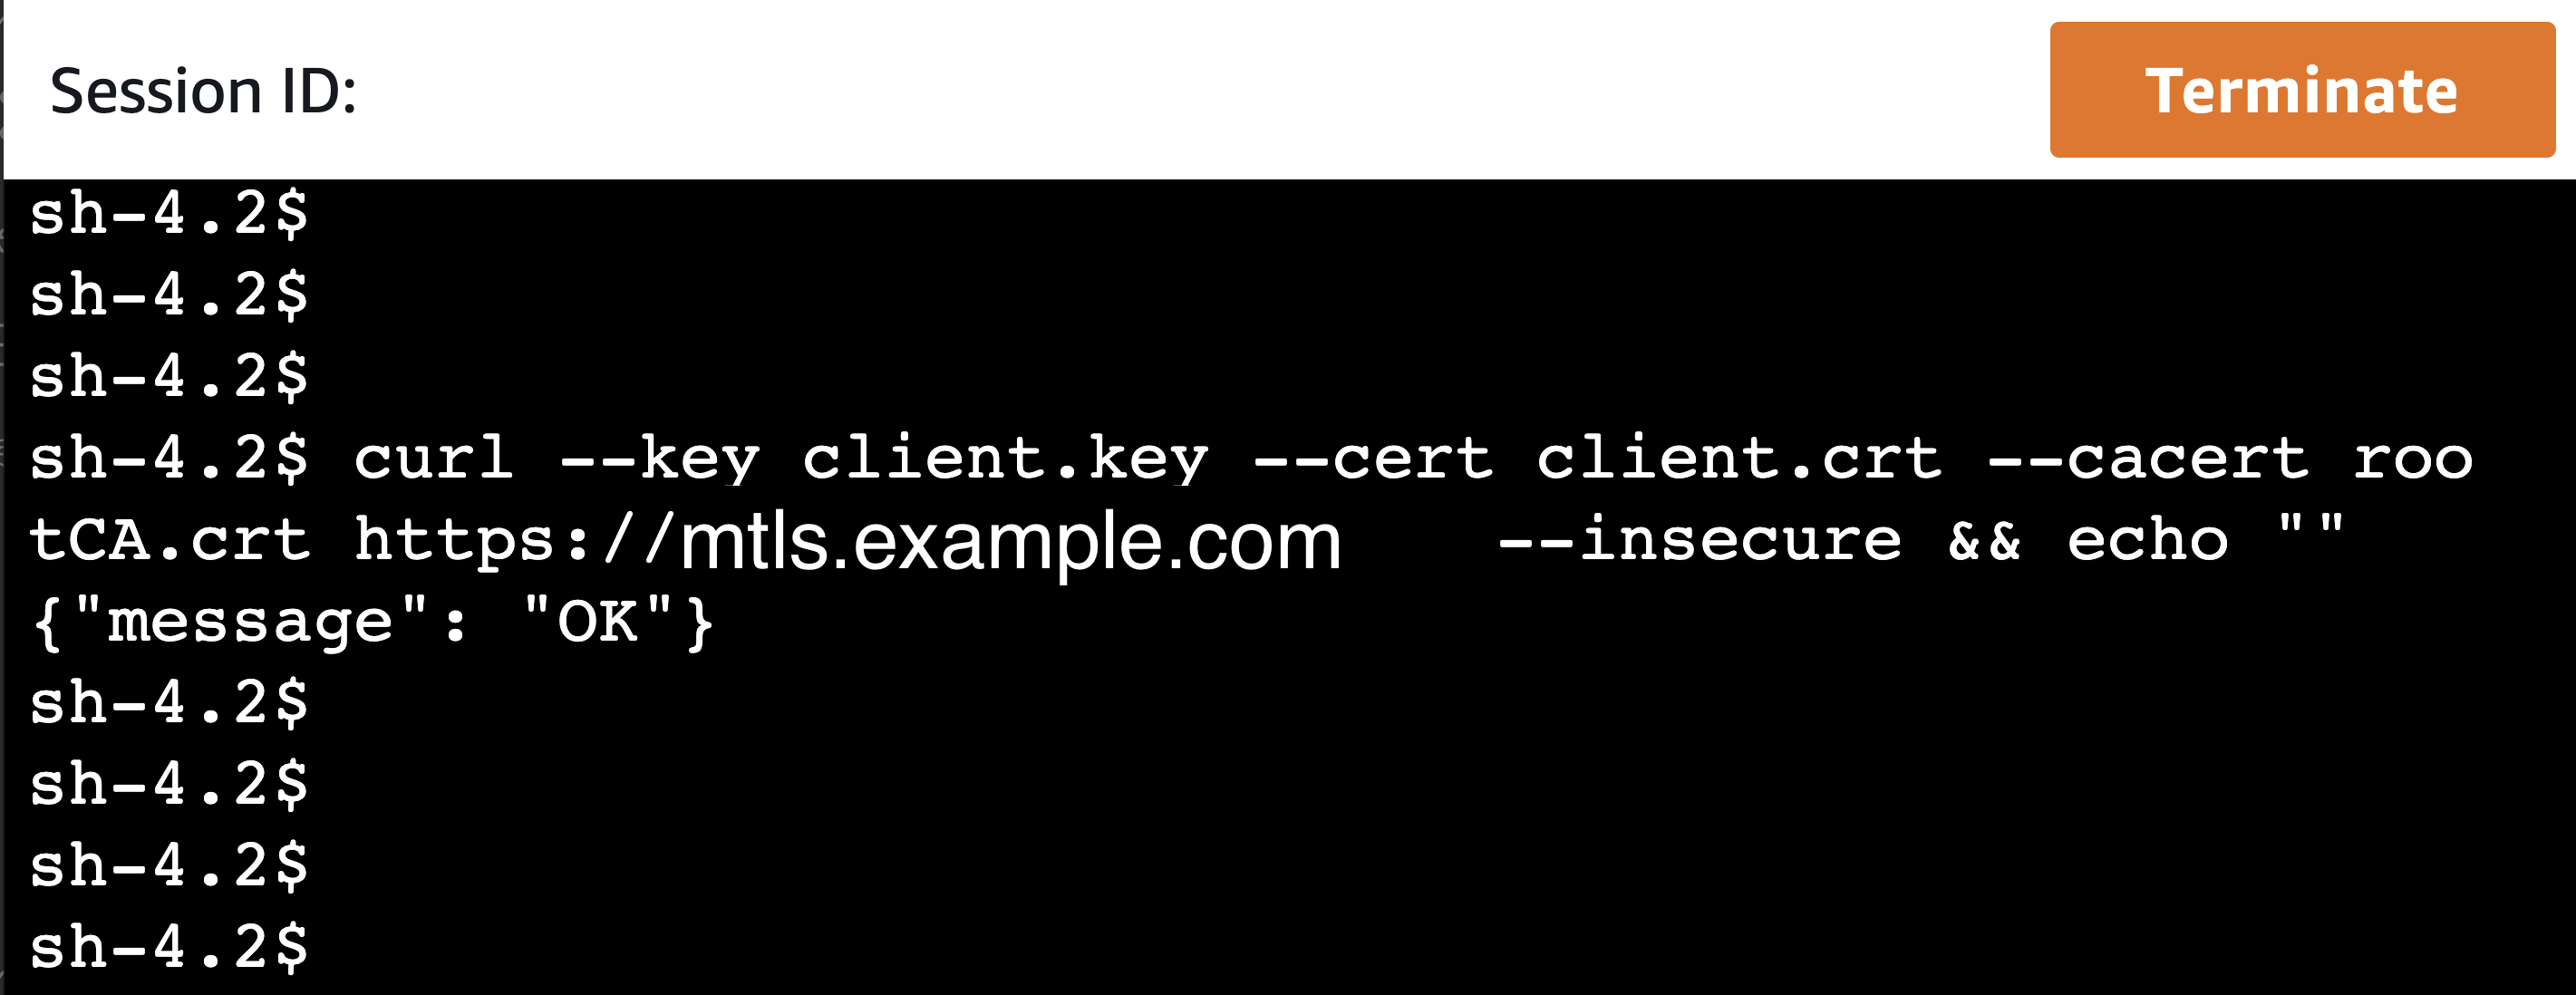 Session ID:
Terminate
sh-4.2$
sh-4.2$
sh-4.2$
sh-4.2$ curl --key client.key --cert client.crt --cacert roo
tCA.crt https://mtls.example.com --insecure && echo ""
{"message": "OK"}
sh-4.2$
sh-4.2$
sh-4.2$
sh-4.2$